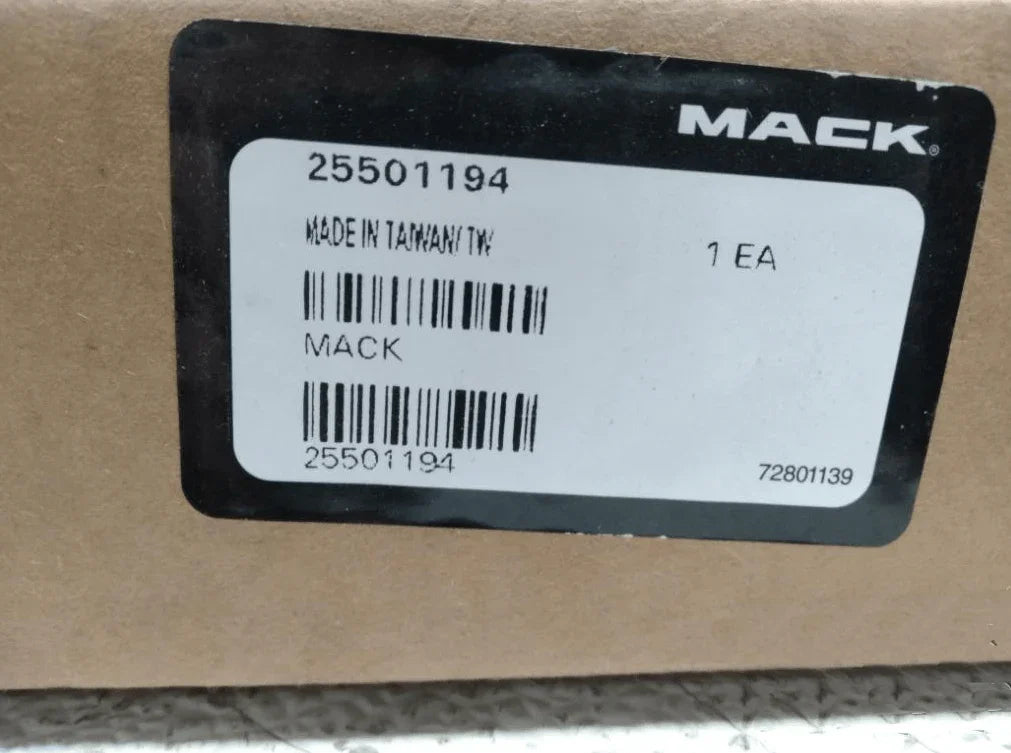 MACK®
25501194
MADE IN TAIWAN/ TW
1 EA
MACK
25501194
72801139